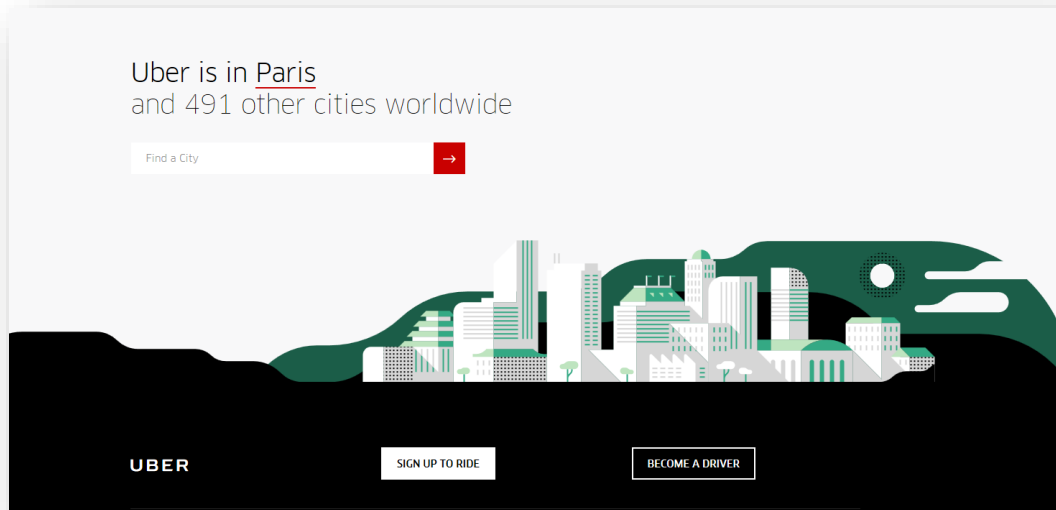 Uber is in Paris
and 491 other cities worldwide
Find a City
UBER
SIGN UP TO RIDE
BECOME A DRIVER